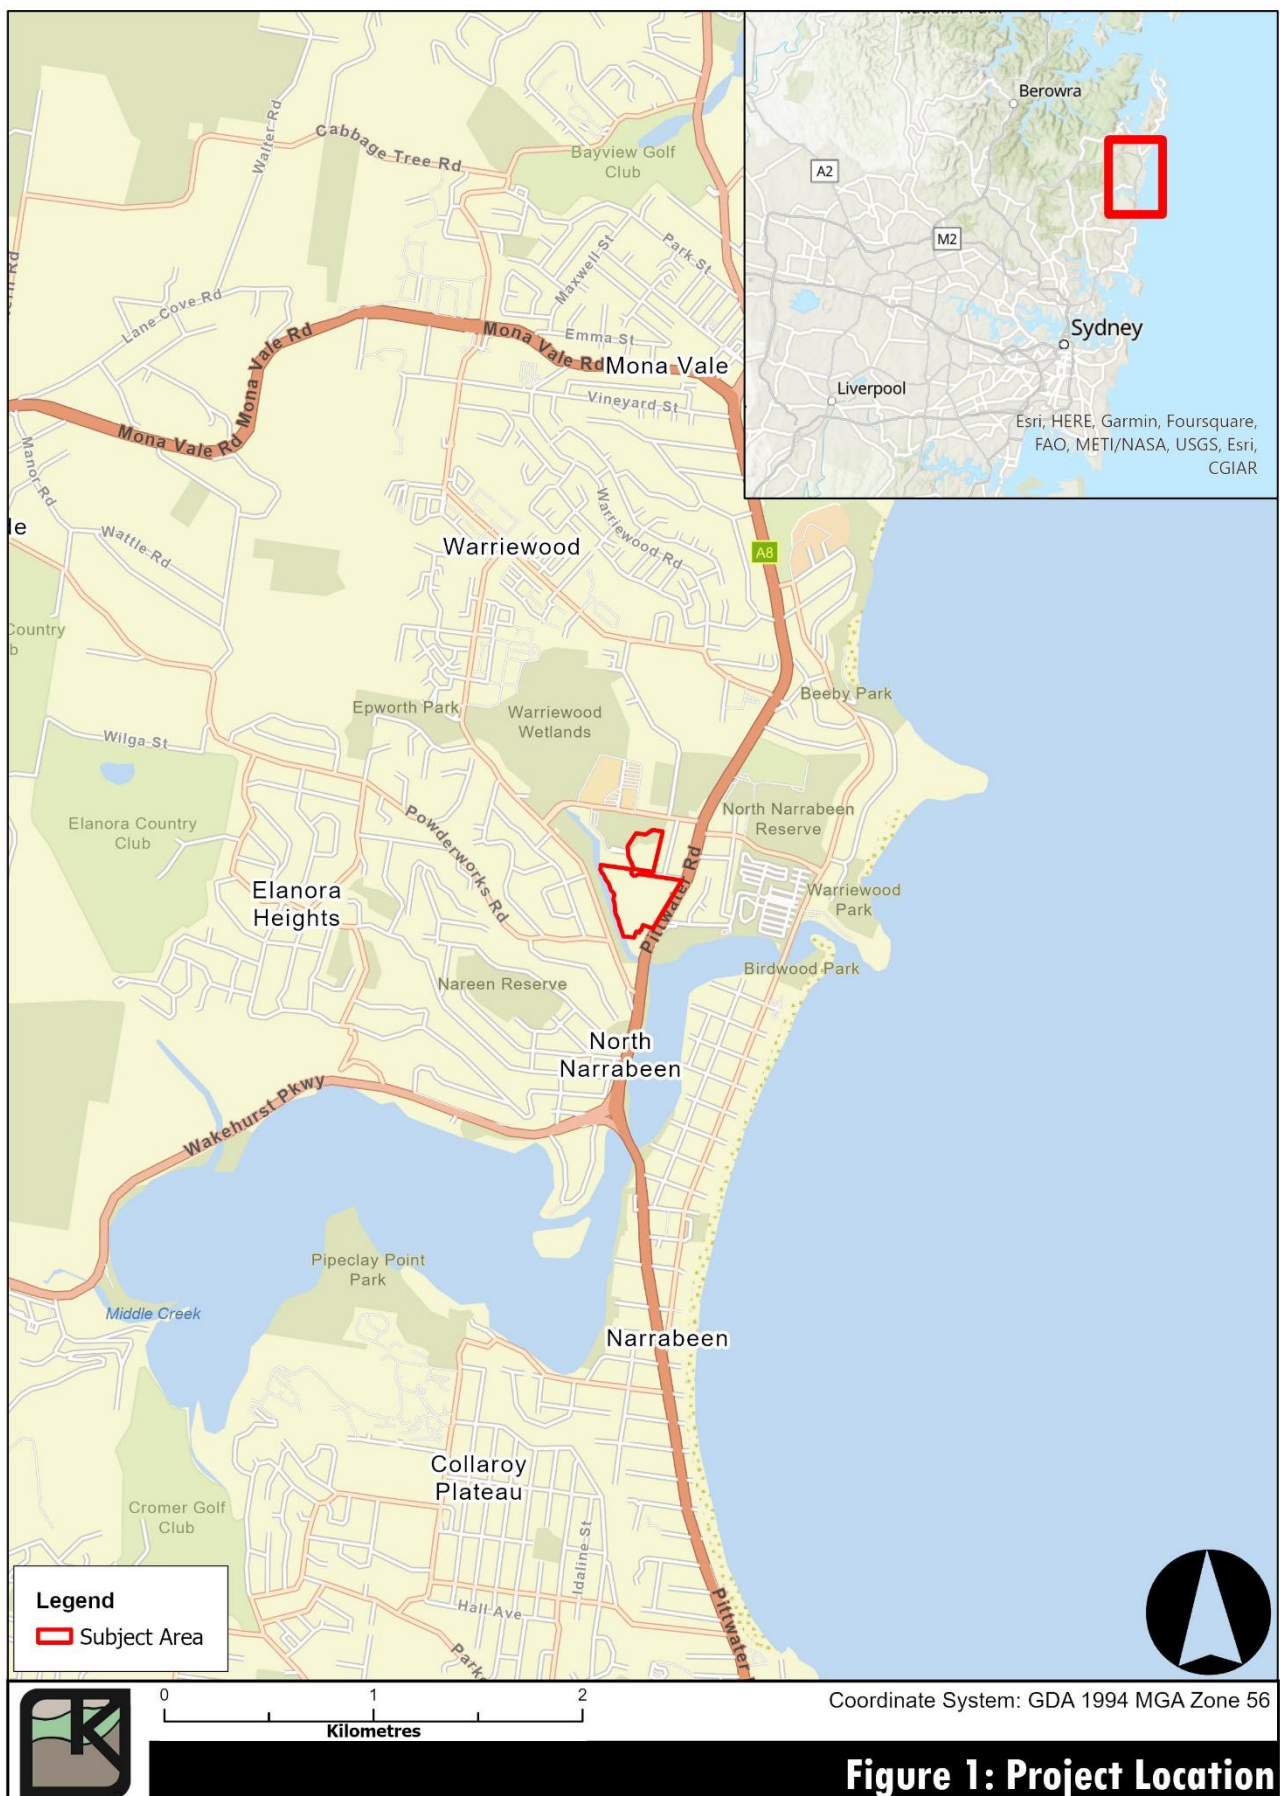 Berowra
A2
M2
Sydney
Liverpool
Esri, HERE, Garmin, Foursquare,
FAO, METI/NASA, USGS, Esri,
CGIAR
Walter Rd
Cabbage Tree Rd
Bayview Golf
Club
Park St
Maxwell St
Lane Cove Rd
Mona Vale Rd
Mona Vale Rd
Emma St
Mona Vale
Vineyard St
Mona Vale Rd
Manor Rd
Warriewood Rd
le
Wattle Rd
Warriewood
A8
Country
b
Beeby Park
Epworth Park
Warriewood
Wetlands
Wilga St
Powderworks Rd
North Narrabeen
Reserve
Elanora Country
Club
Elanora
Heights
Pittwater Rd
Warriewood
Park
Birdwood Park
Nareen Reserve
North
Narrabeen
Wakehurst Pkwy
Pipeclay Point
Park
Middle Creek
Narrabeen
Collaroy
Plateau
Cromer Golf
Club
Idaline St
Hall Ave
Pittwater
Legend
Subject Area
0 1 2
Kilometres
Coordinate System: GDA 1994 MGA Zone 56
K
Figure 1: Project Location